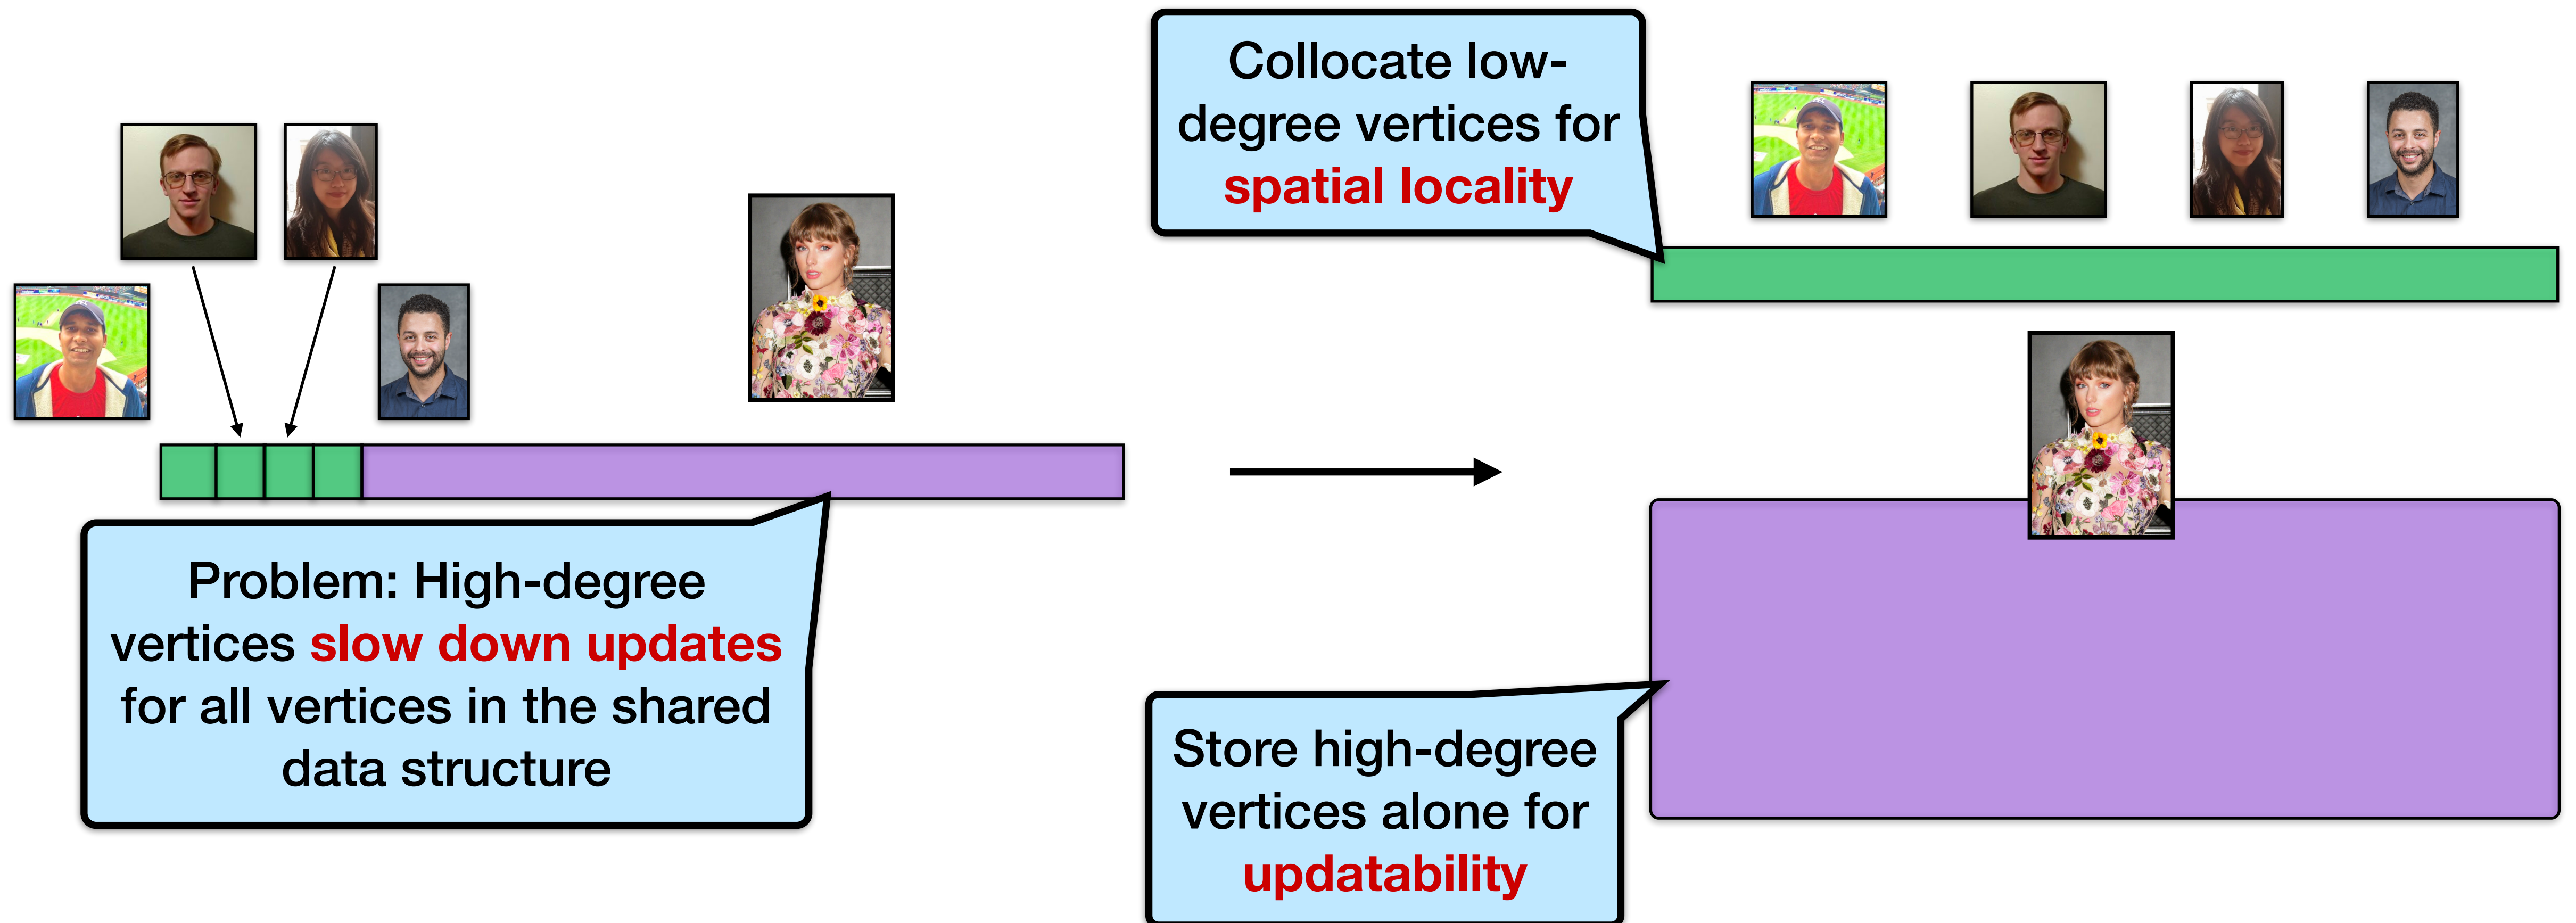 Collocate low-
degree vertices for
spatial locality
Problem: High-degree
vertices slow down updates
for all vertices in the shared
data structure
Store high-degree
vertices alone for
updatability